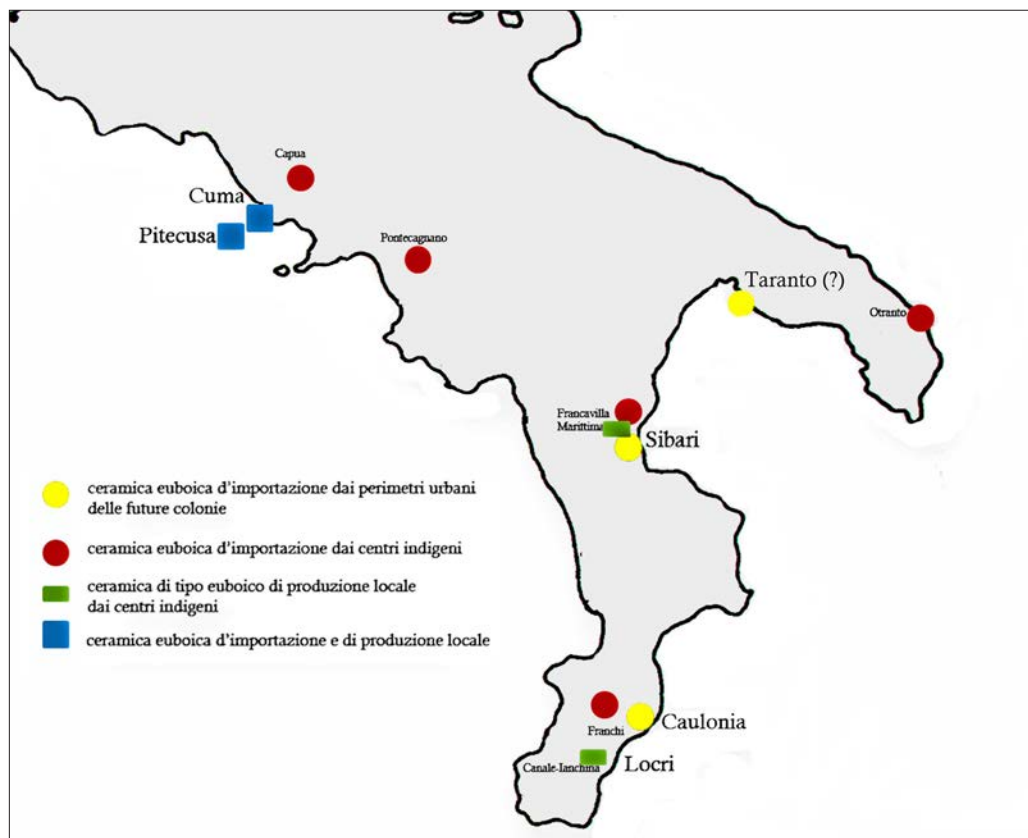 Capua
Cuma
Pitecusa
Pontecagnano
Taranto (?)
Otranto
Francavilla
Marittima
Sibari
ceramica euboica d'importazione dai perimetri urbani
delle future colonie
ceramica euboica d'importazione dai centri indigeni
ceramica di tipo euboico di produzione locale
dai centri indigeni
ceramica euboica d'importazione e di produzione locale
Franchi
Caulonia
Canale-Ianchina
Locri